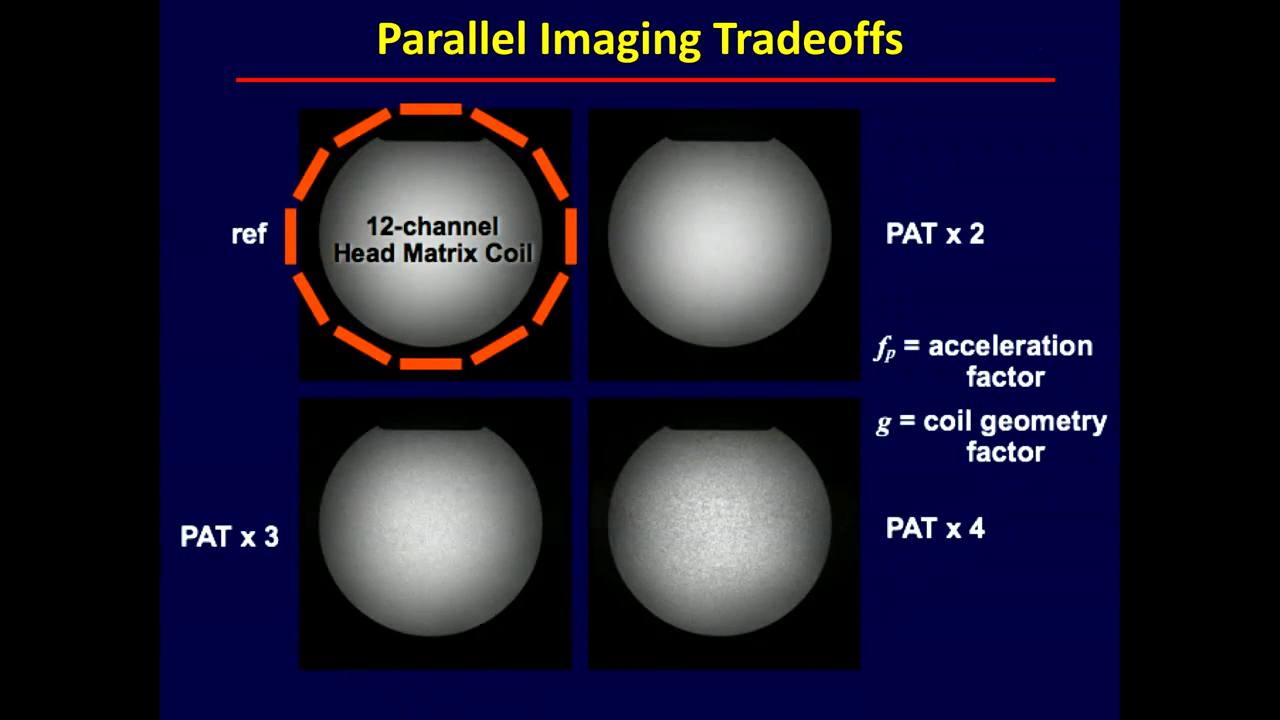 Parallel Imaging Tradeoffs
ref
12-channel
Head Matrix Coil
PAT x 2
fp = acceleration
factor
g = coil geometry
factor
PAT x 3
PAT x 4